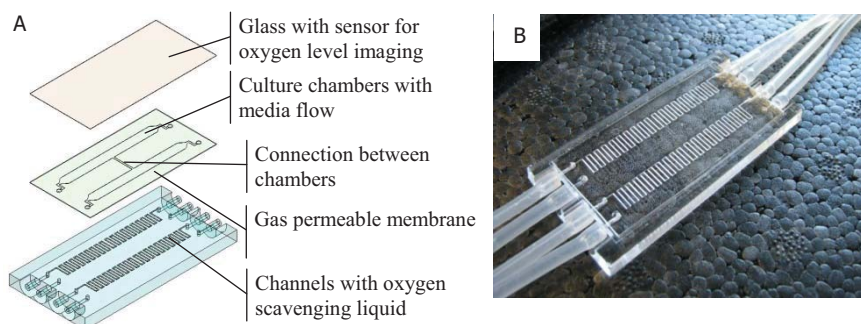 A
Glass with sensor for
oxygen level imaging
Culture chambers with
media flow
Connection between
chambers
Gas permeable membrane
Channels with oxygen
scavenging liquid
B